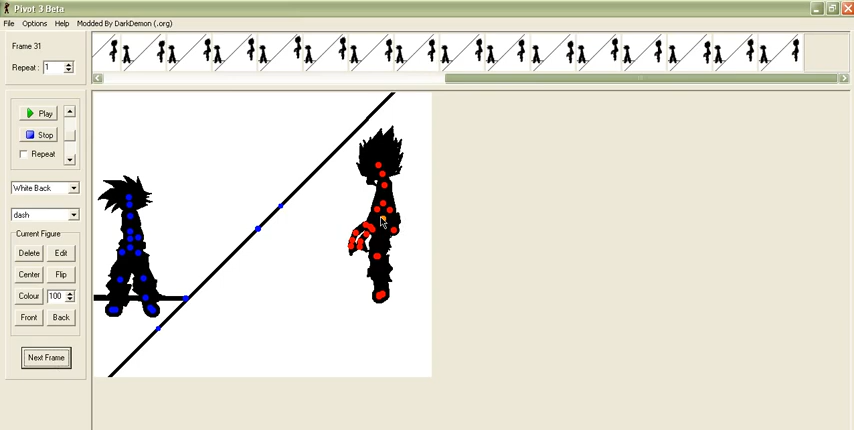 Pivot 3 Beta
File Options Help Modded By DarkDemon (.org)
Frame 31
Repeat : 1
Play
Stop
Repeat
White Back
dash
Current Figure
Delete Edit
Center Flip
Colour 100
Front Back
Next Frame